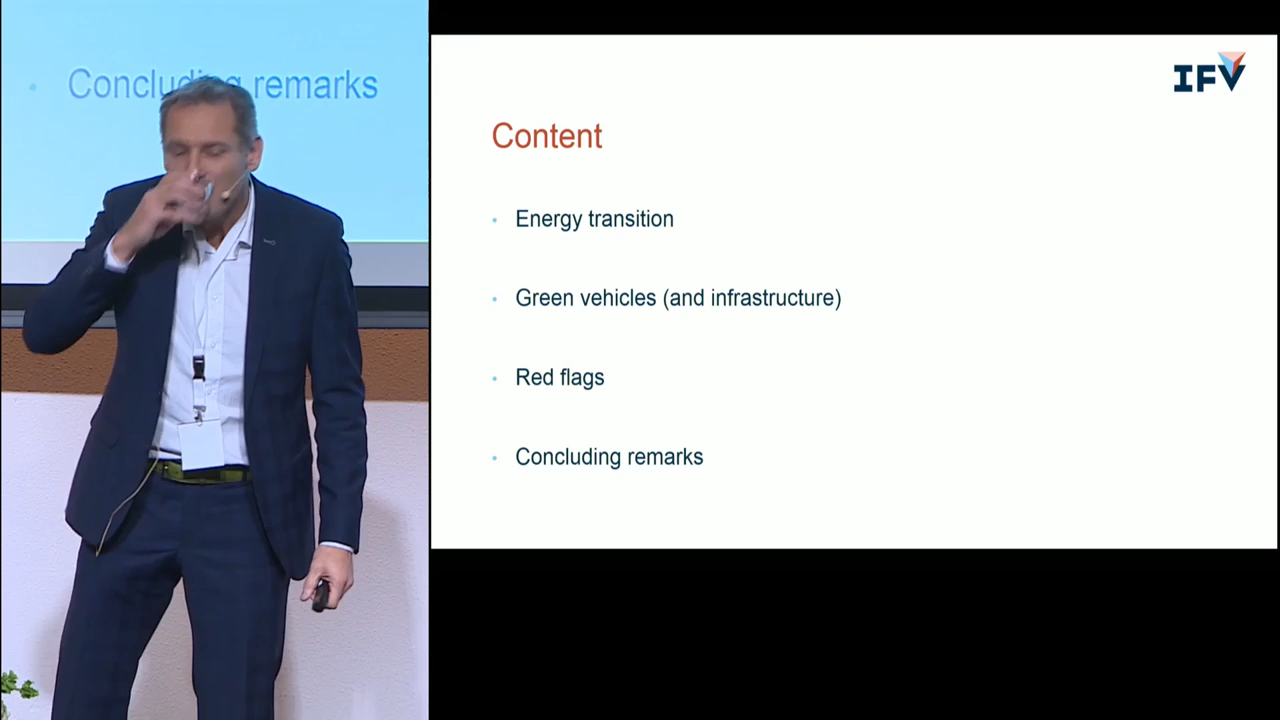 Concluding remarks
IFV
Content
Energy transition
Green vehicles (and infrastructure)
Red flags
Concluding remarks